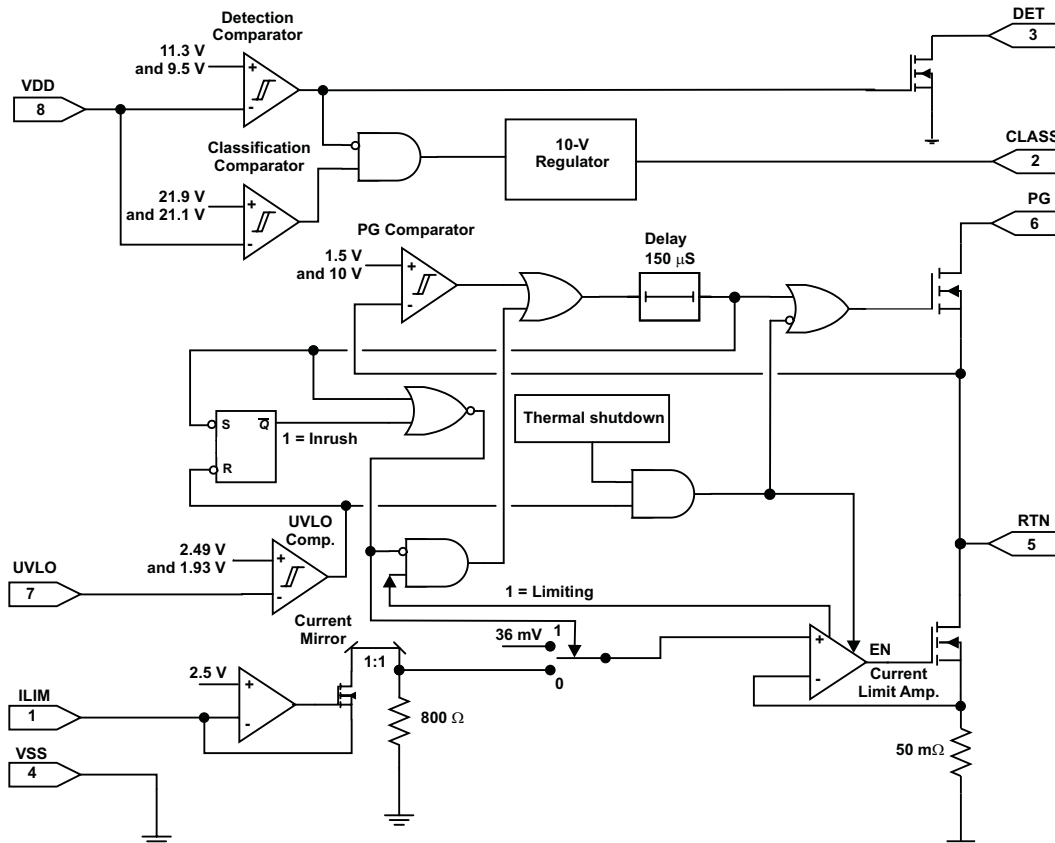 Detection
Comparator
DET
3
11.3 V
and 9.5 V
+
-
VDD
8
10-V
Regulator
CLASS
2
Classification
Comparator
21.9 V
and 21.1 V
+
-
PG
6
PG Comparator
1.5 V
and 10 V
+
-
Delay
150 μS
S
Q
R
1 = Inrush
Thermal shutdown
UVLO
Comp.
2.49 V
and 1.93 V
+
-
RTN
5
UVLO
7
1 = Limiting
Current
Mirror
1:1
36 mV
1
0
+
-
EN
Current
Limit Amp.
2.5 V
+
-
ILIM
1
800 Ω
VSS
4
50 mΩ